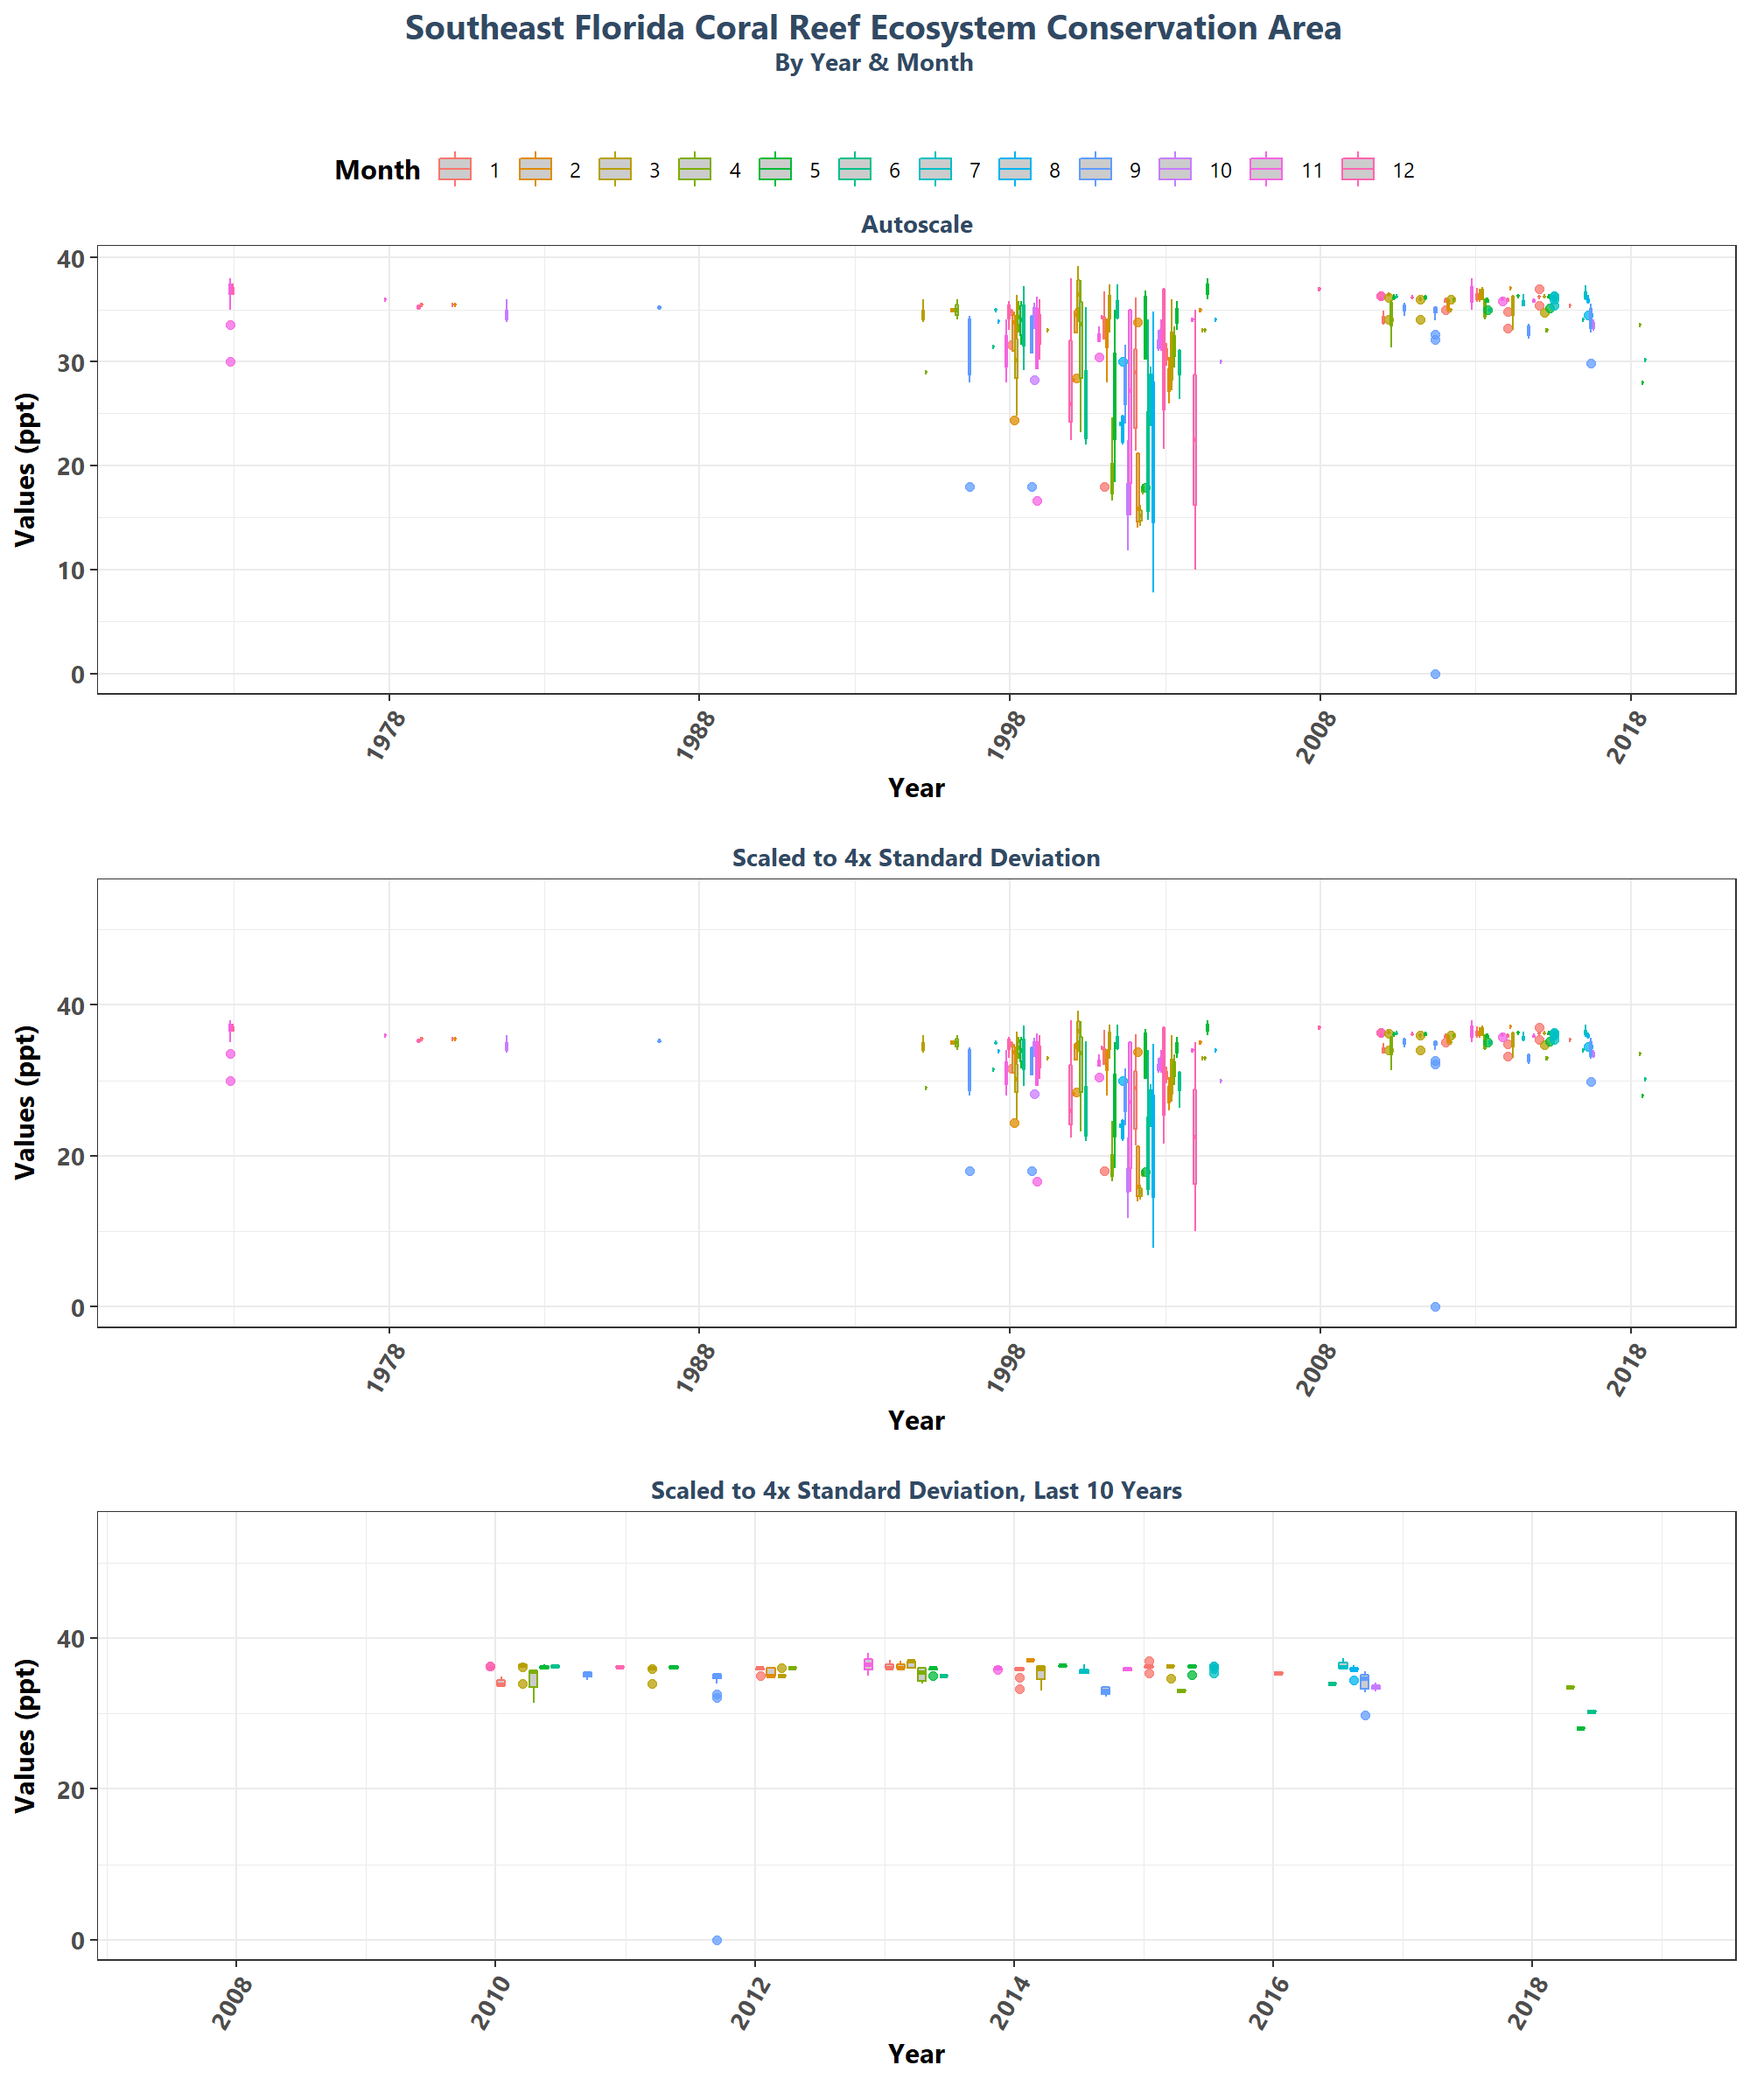 Southeast Florida Coral Reef Ecosystem Conservation Area
By Year & Month
Month 1 2 3 4 5 6 7 8 9 10 11 12
Autoscale
40
30
20
10
0
Values (ppt)
1978 1988 1998 2008 2018
Year
Scaled to 4x Standard Deviation
40
20
0
Values (ppt)
1978 1988 1998 2008 2018
Year
Scaled to 4x Standard Deviation, Last 10 Years
40
20
0
Values (ppt)
2008 2010 2012 2014 2016 2018
Year